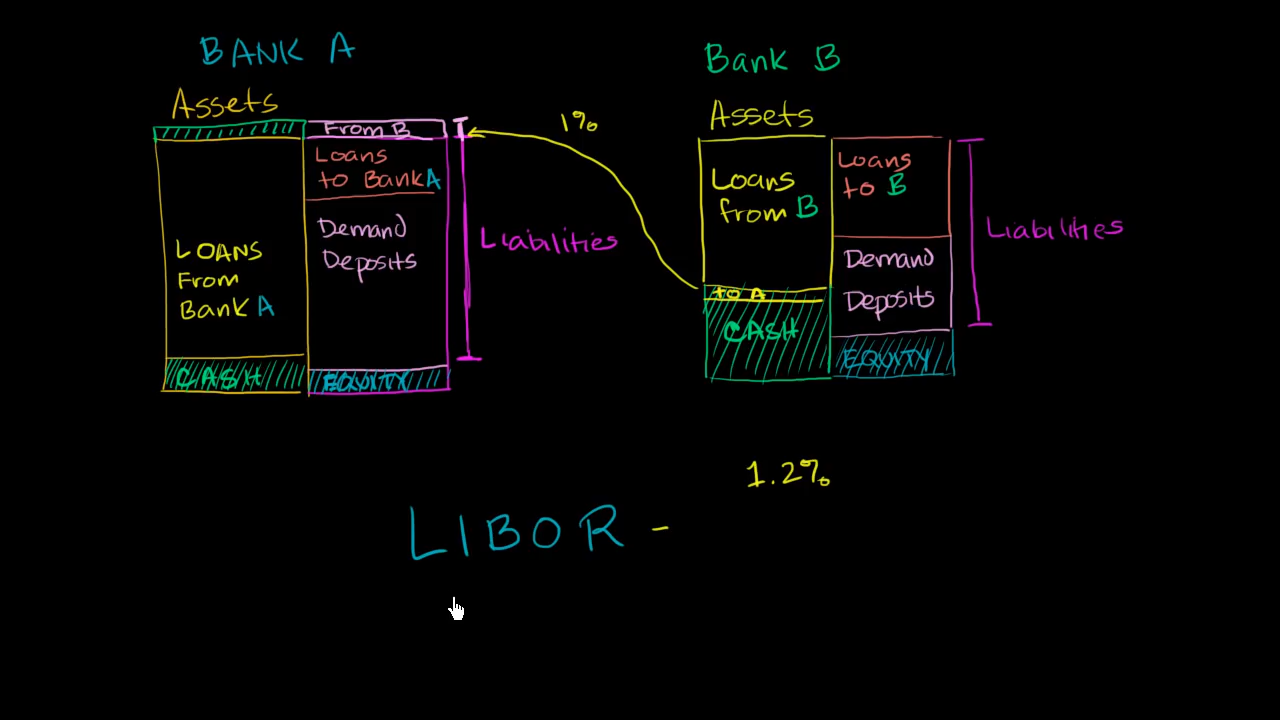 BANK A
Assets
From B
Loans
to Bank A
Demand
Deposits
LOANS
From
Bank A
CASH
EQUITY
Liabilities
1%
Bank B
Assets
Loans
from B
to A
CASH
Loans
to B
Demand
Deposits
EQUITY
Liabilities
1.2%
LIBOR -